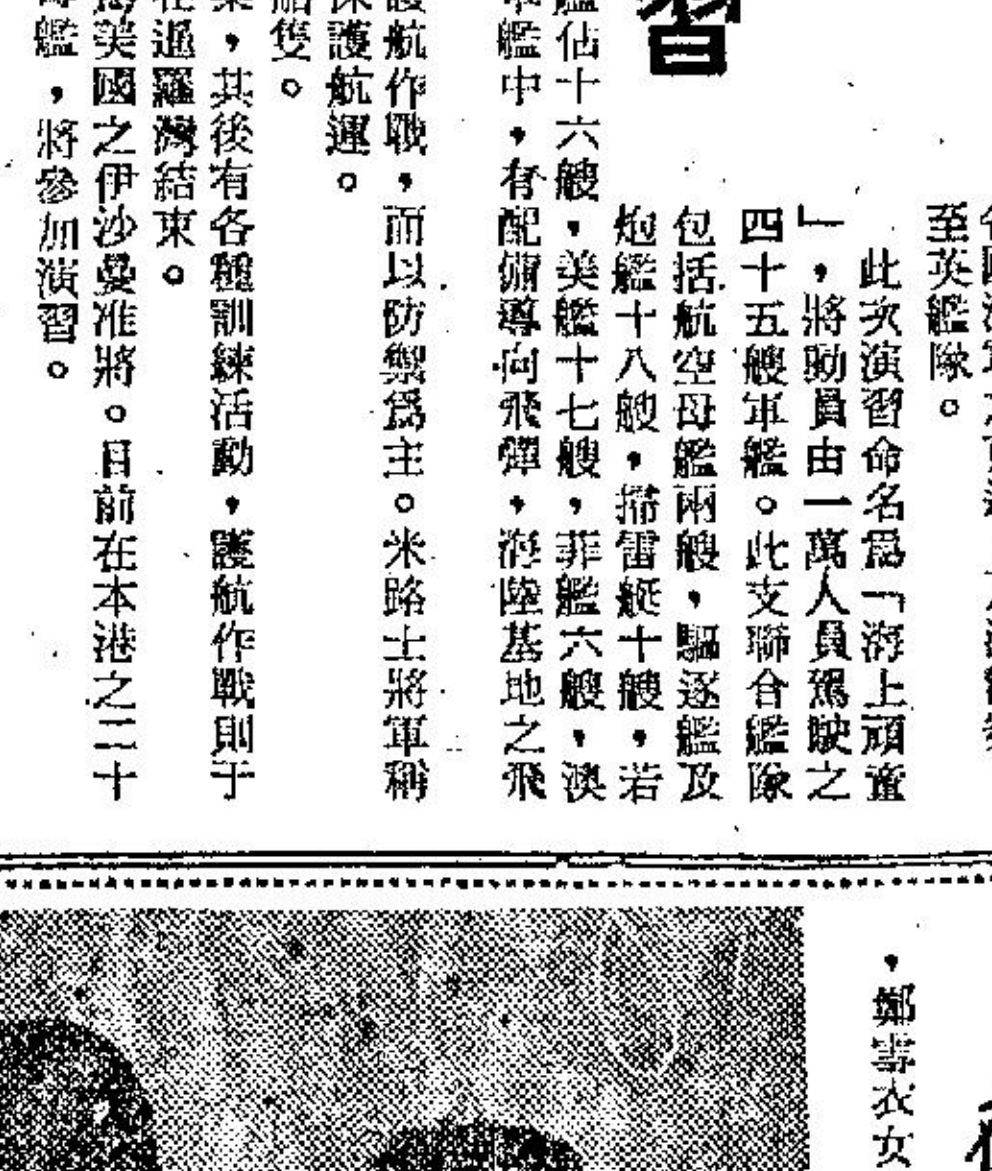 至英艦隊。
此次演習命名爲「海上頑童
」,將動員由一萬人員駕駛之
四十五艘軍艦。此支聯合艦隊
包括航空母艦兩艘,驅逐艦及
炮艦十八艘,掃雷艇十艘,若
習
艦佔十六艘,美艦十七艘,菲艦六艘,澳
艦中,有配備導向飛彈,海陸基地之飛
護航作戰,而以防禦爲主。米路士將軍稱
保護航運。
船隻。
,其後有各種訓練活動,護航作戰則于
在暹羅灣結束。
爲美國之伊沙曼准將。目前在本港之二十
母艦,將參加演習。
,鄭衣女